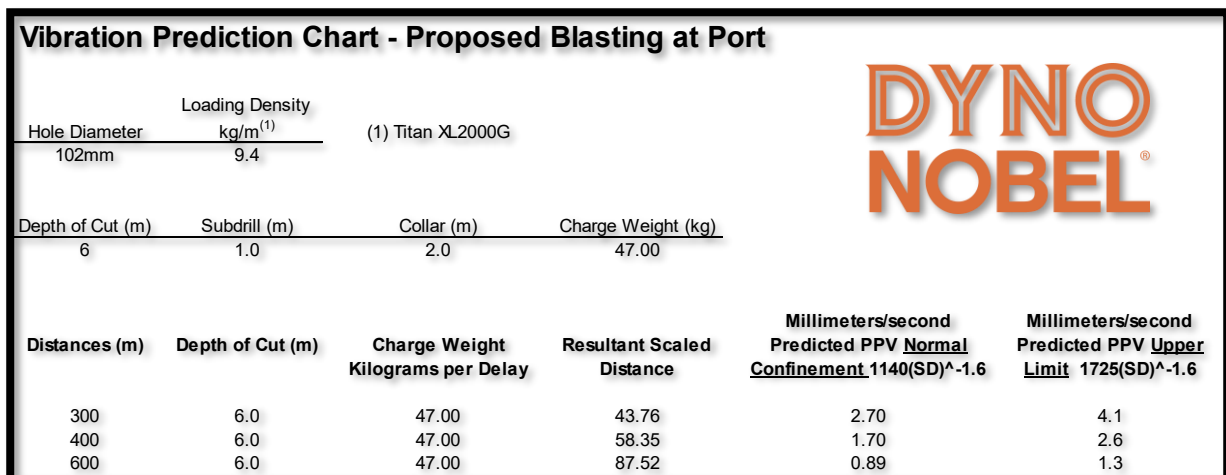 Vibration Prediction Chart - Proposed Blasting at Port
DYNO
NOBEL®
Loading Density
Hole Diameter kg/m(1) (1) Titan XL2000G
102mm 9.4
Depth of Cut (m) Subdrill (m) Collar (m) Charge Weight (kg)
6 1.0 2.0 47.00
Millimeters/second Millimeters/second
Distances (m) Depth of Cut (m) Charge Weight Resultant Scaled Predicted PPV Normal Predicted PPV Upper
Kilograms per Delay Distance Confinement 1140(SD)^-1.6 Limit 1725(SD)^-1.6
300 6.0 47.00 43.76 2.70 4.1
400 6.0 47.00 58.35 1.70 2.6
600 6.0 47.00 87.52 0.89 1.3